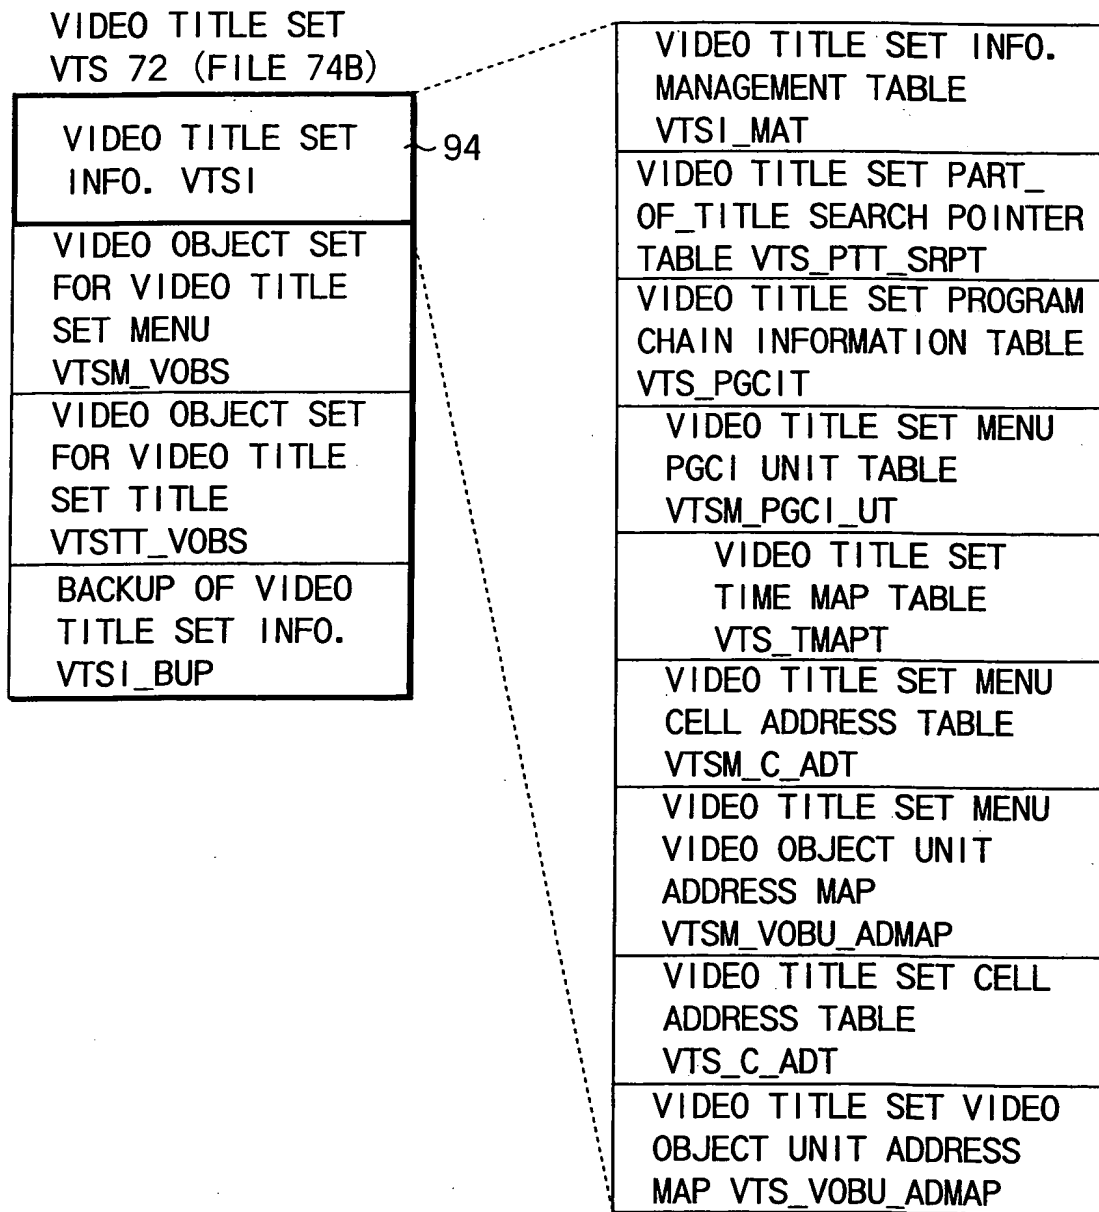 VIDEO TITLE SET
VTS 72 (FILE 74B)
VIDEO TITLE SET
INFO. VTSI
94
VIDEO OBJECT SET
FOR VIDEO TITLE
SET MENU
VTSM_VOBS
VIDEO OBJECT SET
FOR VIDEO TITLE
SET TITLE
VTSTT_VOBS
BACKUP OF VIDEO
TITLE SET INFO.
VTSI_BUP
VIDEO TITLE SET INFO.
MANAGEMENT TABLE
VTSI_MAT
VIDEO TITLE SET PART_
OF_TITLE SEARCH POINTER
TABLE VTS_PTT_SRPT
VIDEO TITLE SET PROGRAM
CHAIN INFORMATION TABLE
VTS_PGCIT
VIDEO TITLE SET MENU
PGCI UNIT TABLE
VTSM_PGCI_UT
VIDEO TITLE SET
TIME MAP TABLE
VTS_TMAPT
VIDEO TITLE SET MENU
CELL ADDRESS TABLE
VTSM_C_ADT
VIDEO TITLE SET MENU
VIDEO OBJECT UNIT
ADDRESS MAP
VTSM_VOBU_ADMAP
VIDEO TITLE SET CELL
ADDRESS TABLE
VTS_C_ADT
VIDEO TITLE SET VIDEO
OBJECT UNIT ADDRESS
MAP VTS_VOBU_ADMAP